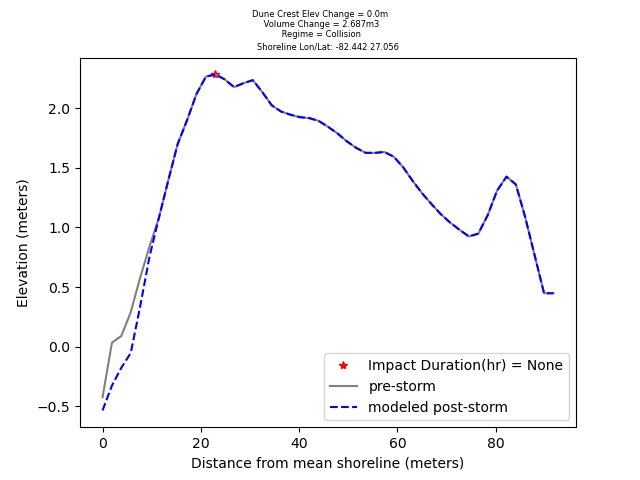 Dune Crest Elev Change = 0.0m
Volume Change = 2.687m3
Regime = Collision
Shoreline Lon/Lat: -82.442 27.056
Elevation (meters)
2.0
1.5
1.0
0.5
0.0
−0.5
Impact Duration(hr) = None
pre-storm
modeled post-storm
0 20 40 60 80
Distance from mean shoreline (meters)